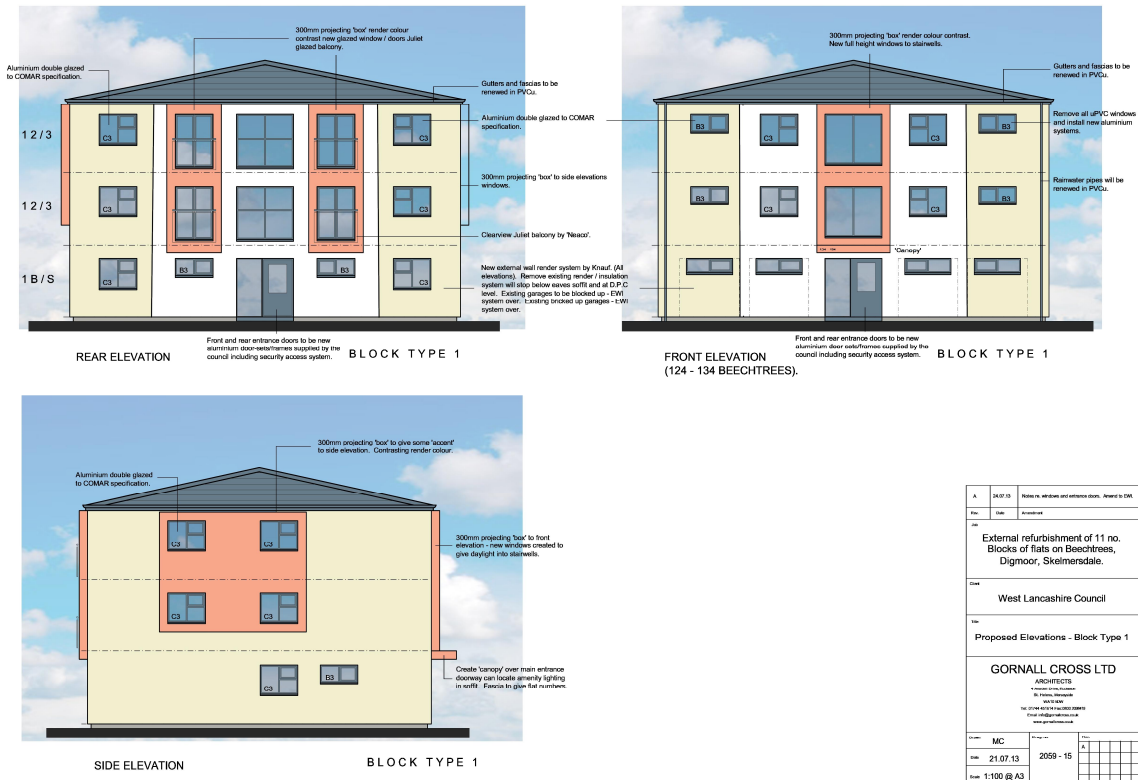 300mm projecting 'box' render colour
contrast new glazed window / doors Juliet
glazed balcony.
Aluminium double glazed
to COMAR specification.
Gutters and fascias to be
renewed in PVCu.
Aluminium double glazed to COMAR
specification.
300mm projecting 'box' to side elevations
windows.
Clearview Juliet balcony by 'Neaco'.
New external wall render system by Knauf. (All
elevations). Remove existing render / insulation
system will stop below eaves soffit and at D.P.C
level. Existing garages to be blocked up - EWI
system over. Existing bricked up garages - EWI
system over.
1 2 / 3
1 2 / 3
1 B / S
C3
C3
C3
C3
C3
B3
B3
C3
Front and rear entrance doors to be new
aluminium door-sets/frames supplied by the
council including security access system.
REAR ELEVATION
BLOCK TYPE 1
300mm projecting 'box' render colour contrast.
New full height windows to stairwells.
Gutters and fascias to be
renewed in PVCu.
Remove all uPVC windows
and install new aluminium
systems.
Rainwater pipes will be
renewed in PVCu.
B3
C3
C3
B3
B3
C3
C3
B3
'Canopy'
Front and rear entrance doors to be new
aluminium door-sets/frames supplied by the
council including security access system.
FRONT ELEVATION
(124 - 134 BEECHTREES).
BLOCK TYPE 1
300mm projecting 'box' to give some 'accent'
to side elevation. Contrasting render colour.
Aluminium double glazed
to COMAR specification.
300mm projecting 'box' to front
elevation - new windows created to
give daylight into stairwells.
Create 'canopy' over main entrance
doorway can locate amenity lighting
in soffit. Fascia to give flat numbers.
C3
C3
C3
C3
C3
B3
SIDE ELEVATION
BLOCK TYPE 1
A 24.07.13 Notes re. windows and entrance doors. Amend to EWI.
Rev. Date Amendment
Job
External refurbishment of 11 no.
Blocks of flats on Beechtrees,
Digmoor, Skelmersdale.
Client
West Lancashire Council
Title
Proposed Elevations - Block Type 1
GORNALL CROSS LTD
ARCHITECTS
St. Helens, Merseyside
www.gornallcross.co.uk
MC
Date 21.07.13
2059 - 15
A
Scale 1:100 @ A3